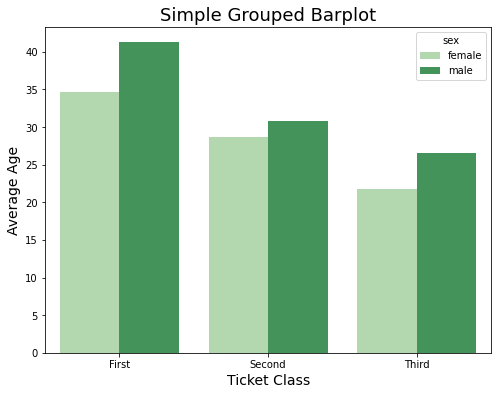 Simple Grouped Barplot
sex
female
male
40
35
30
25
20
15
10
5
0
Average Age
First Second Third
Ticket Class